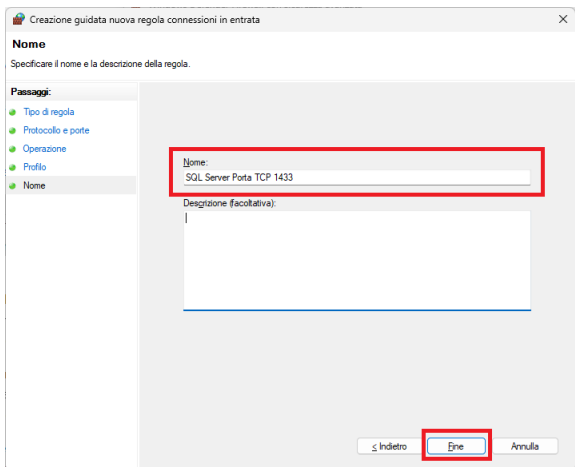 Creazione guidata nuova regola connessioni in entrata
Nome
Specificare il nome e la descrizione della regola.
Passaggi:
Tipo di regola
Protocollo e porte
Operazione
Profilo
Nome
Nome:
SQL Server Porta TCP 1433
Descrizione (facoltativa):
< Indietro
Fine
Annulla